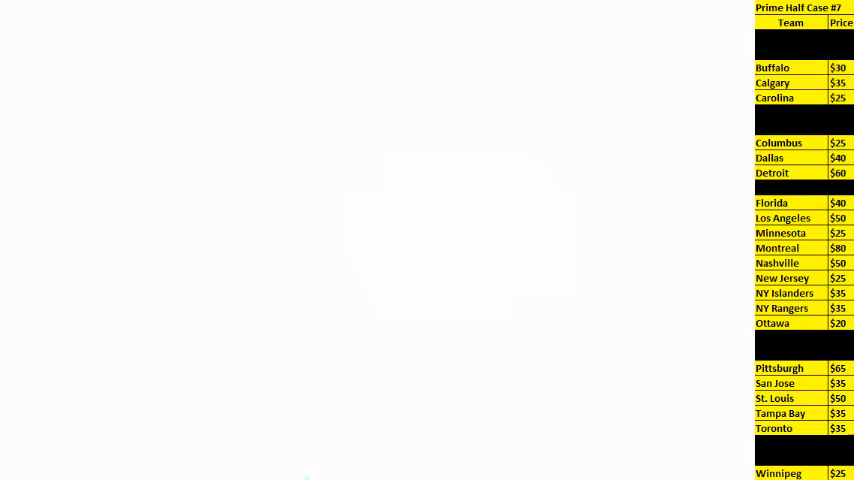 Prime Half Case #7
Team Price
Buffalo $30
Calgary $35
Carolina $25
Columbus $25
Dallas $40
Detroit $60
Florida $40
Los Angeles $50
Minnesota $25
Montreal $80
Nashville $50
New Jersey $25
NY Islanders $35
NY Rangers $35
Ottawa $20
Pittsburgh $65
San Jose $35
St. Louis $50
Tampa Bay $35
Toronto $35
Winnipeg $25